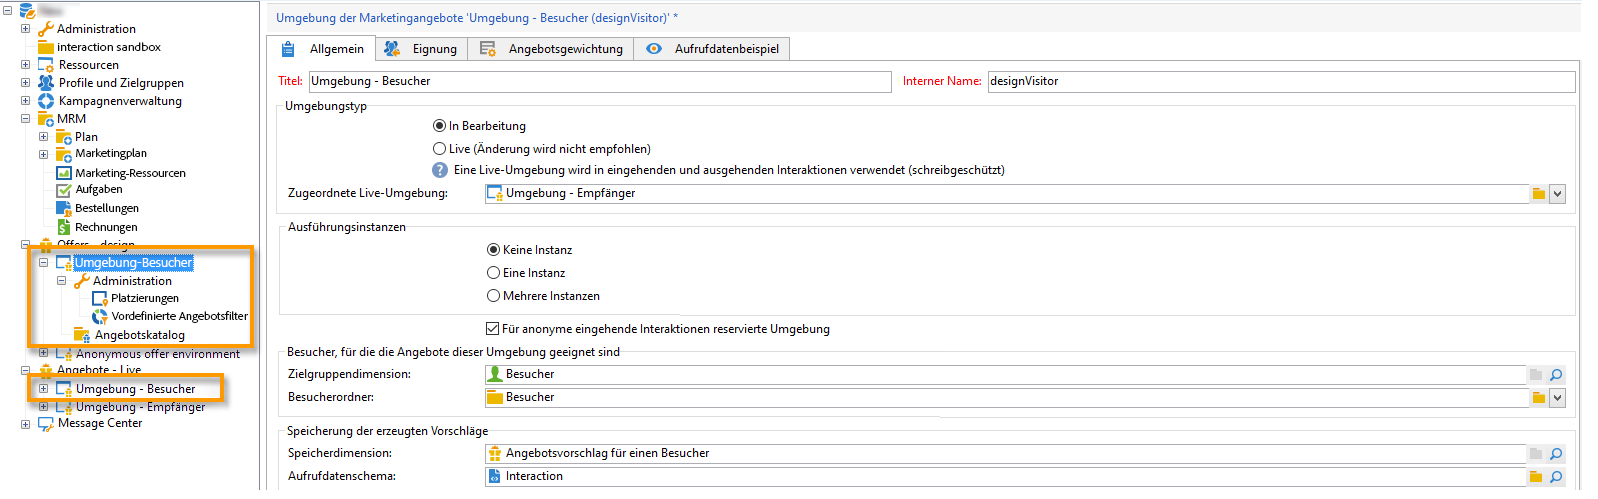 Administration
interaction sandbox
Ressourcen
Profile und Zielgruppen
Kampagnenverwaltung
MRM
Plan
Marketingplan
Marketing-Ressourcen
Aufgaben
Bestellungen
Rechnungen
Offers - design
Umgebung-Besucher
Administration
Platzierungen
Vordefinierte Angebotsfilter
Angebotskatalog
Anonymous offer environment
Angebote - Live
Umgebung - Besucher
Umgebung - Empfänger
Message Center
Umgebung der Marketingangebote 'Umgebung - Besucher (designVisitor)' *
Allgemein Eignung Angebotsgewichtung Aufrufdatenbeispiel
Titel: Umgebung - Besucher Interner Name: designVisitor
Umgebungstyp
In Bearbeitung
Live (Änderung wird nicht empfohlen)
Eine Live-Umgebung wird in eingehenden und ausgehenden Interaktionen verwendet (schreibgeschützt)
Zugeordnete Live-Umgebung: Umgebung - Empfänger
Ausführungsinstanzen
Keine Instanz
Eine Instanz
Mehrere Instanzen
Für anonyme eingehende Interaktionen reservierte Umgebung
Besucher, für die die Angebote dieser Umgebung geeignet sind
Zielgruppendimension: Besucher
Besucherordner: Besucher
Speicherung der erzeugten Vorschläge
Speicherdimension: Angebotsvorschlag für einen Besucher
Aufrufdatenschema: Interaction